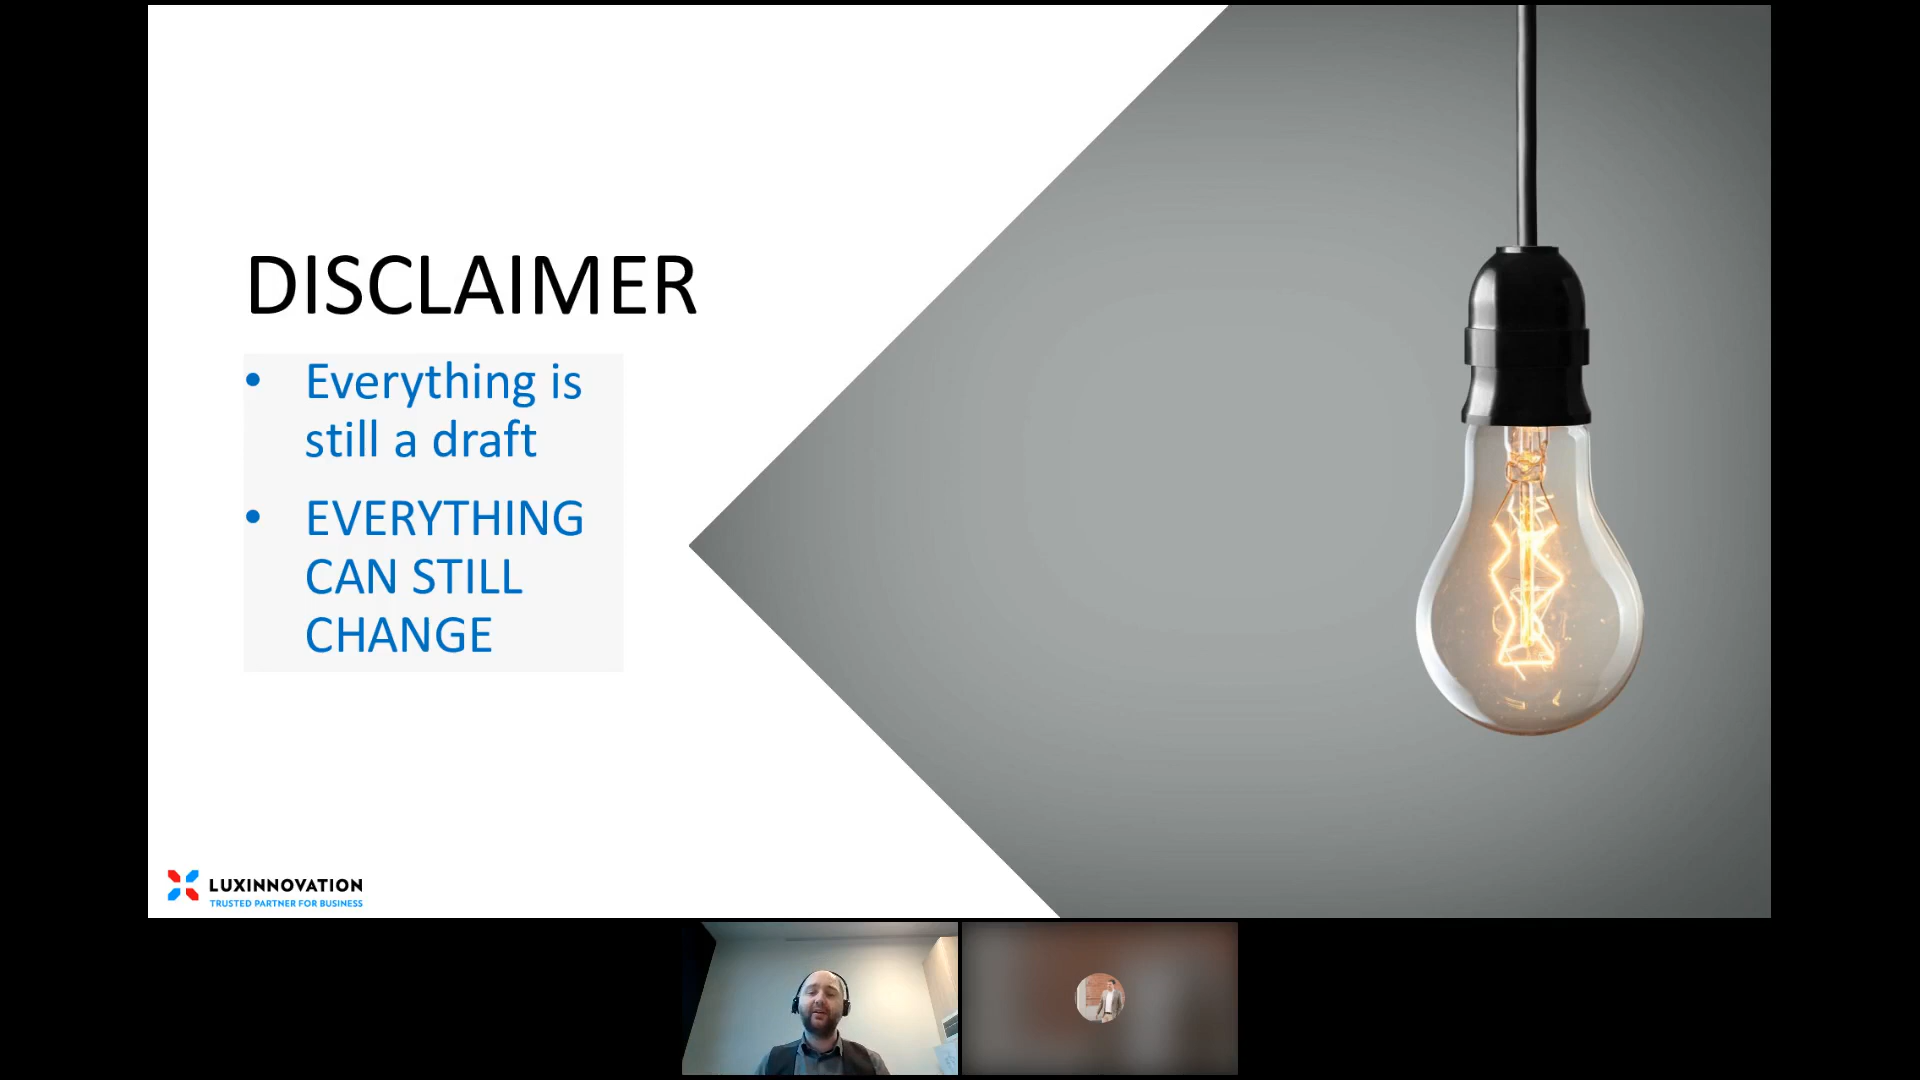 DISCLAIMER
• Everything is
still a draft
• EVERYTHING
CAN STILL
CHANGE
LUXINNOVATION
TRUSTED PARTNER FOR BUSINESS